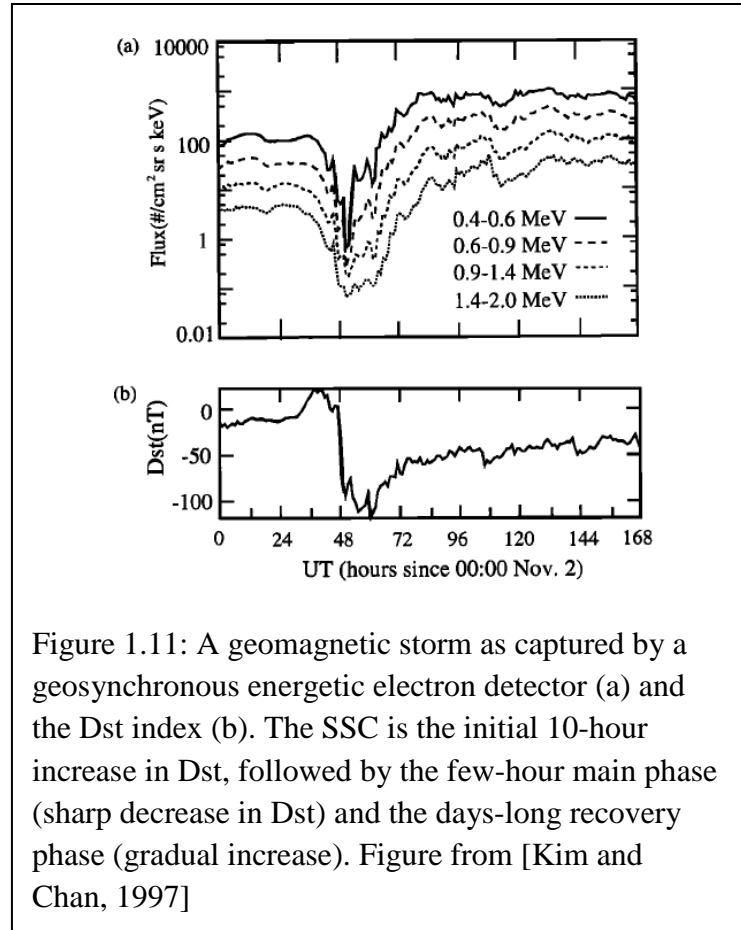 (a)
10000
100
1
0.01
Flux(#/cm² sr s keV)
0.4-0.6 MeV
0.6-0.9 MeV
0.9-1.4 MeV
1.4-2.0 MeV
(b)
0
-50
-100
Dst(nT)
0 24 48 72 96 120 144 168
UT (hours since 00:00 Nov. 2)
Figure 1.11: A geomagnetic storm as captured by a
geosynchronous energetic electron detector (a) and
the Dst index (b). The SSC is the initial 10-hour
increase in Dst, followed by the few-hour main phase
(sharp decrease in Dst) and the days-long recovery
phase (gradual increase). Figure from [Kim and
Chan, 1997]